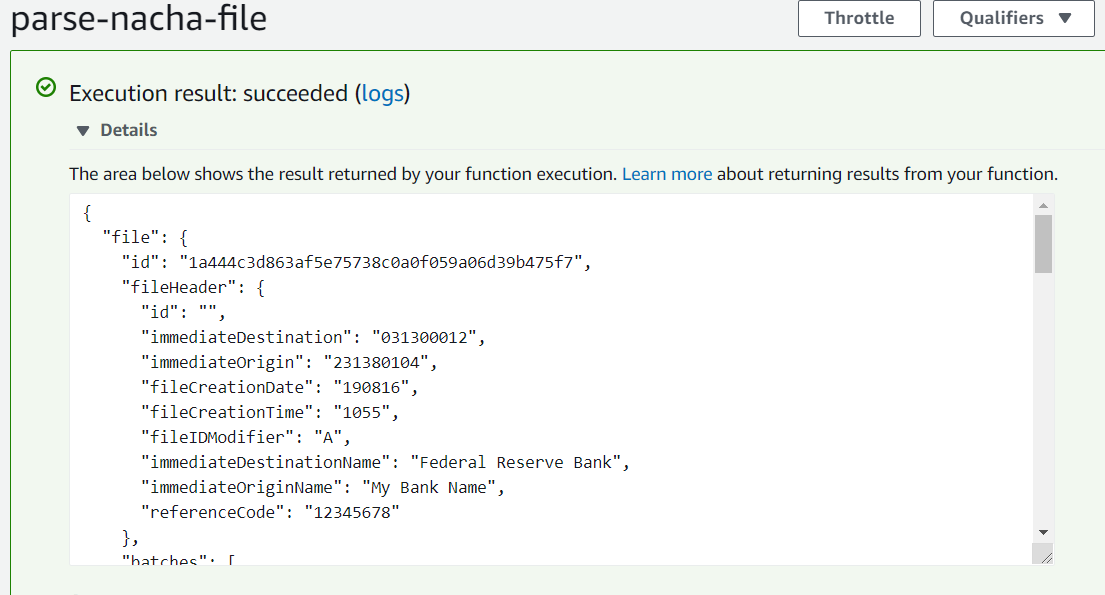 parse-nacha-file
Throttle
Qualifiers
Execution result: succeeded (logs)
Details
The area below shows the result returned by your function execution. Learn more about returning results from your function.
{
  "file": {
    "id": "1a444c3d863af5e75738c0a0f059a06d39b475f7",
    "fileHeader": {
      "id": "",
      "immediateDestination": "031300012",
      "immediateOrigin": "231380104",
      "fileCreationDate": "190816",
      "fileCreationTime": "1055",
      "fileIDModifier": "A",
      "immediateDestinationName": "Federal Reserve Bank",
      "immediateOriginName": "My Bank Name",
      "referenceCode": "12345678"
    },
    "batches": [